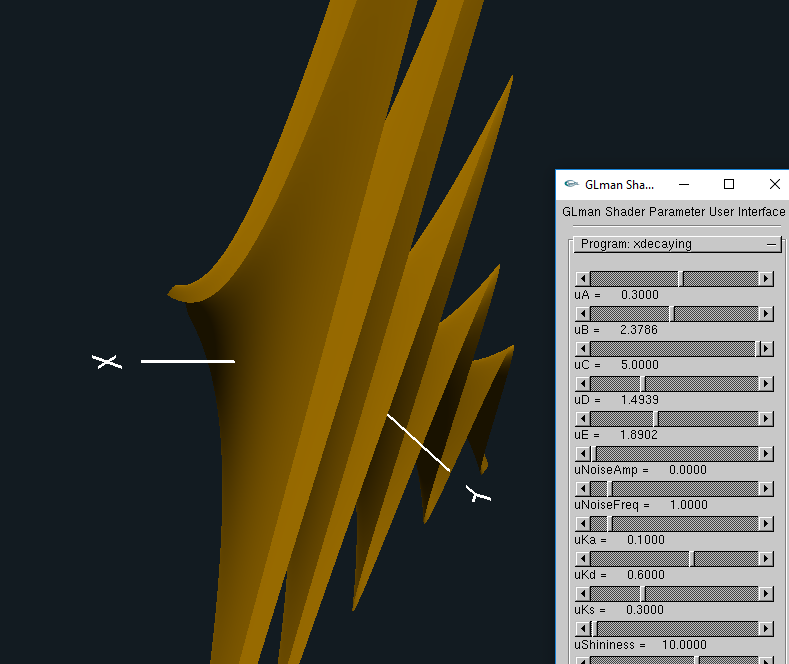 X
Y
GLman Sha...
GLman Shader Parameter User Interface
Program: xdecaying
uA = 0.3000
uB = 2.3786
uC = 5.0000
uD = 1.4939
uE = 1.8902
uNoiseAmp = 0.0000
uNoiseFreq = 1.0000
uKa = 0.1000
uKd = 0.6000
uKs = 0.3000
uShininess = 10.0000